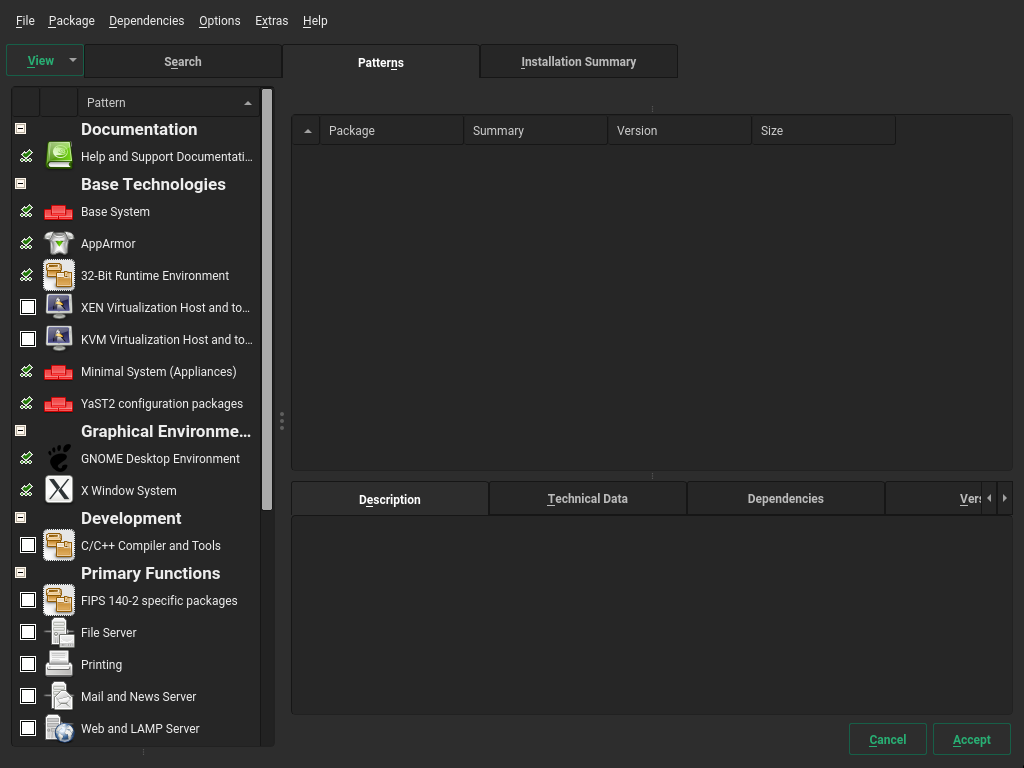 File Package Dependencies Options Extras Help
View Search Patterns Installation Summary
Pattern
Documentation
Help and Support Documentati...
Base Technologies
Base System
AppArmor
32-Bit Runtime Environment
XEN Virtualization Host and to...
KVM Virtualization Host and to...
Minimal System (Appliances)
YaST2 configuration packages
Graphical Environme...
GNOME Desktop Environment
X Window System
Development
C/C++ Compiler and Tools
Primary Functions
FIPS 140-2 specific packages
File Server
Printing
Mail and News Server
Web and LAMP Server
Package Summary Version Size
Description Technical Data Dependencies Vers
Cancel Accept